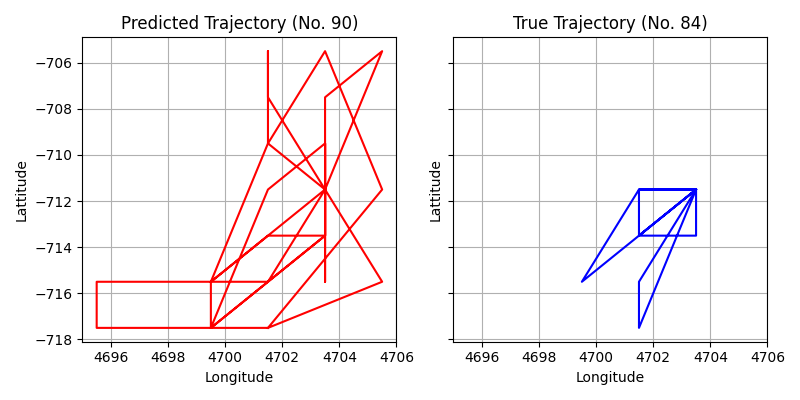 Predicted Trajectory (No. 90)
True Trajectory (No. 84)
Lattitude
−706
−708
−710
−712
−714
−716
−718
4696 4698 4700 4702 4704 4706
Longitude
Lattitude
4696 4698 4700 4702 4704 4706
Longitude